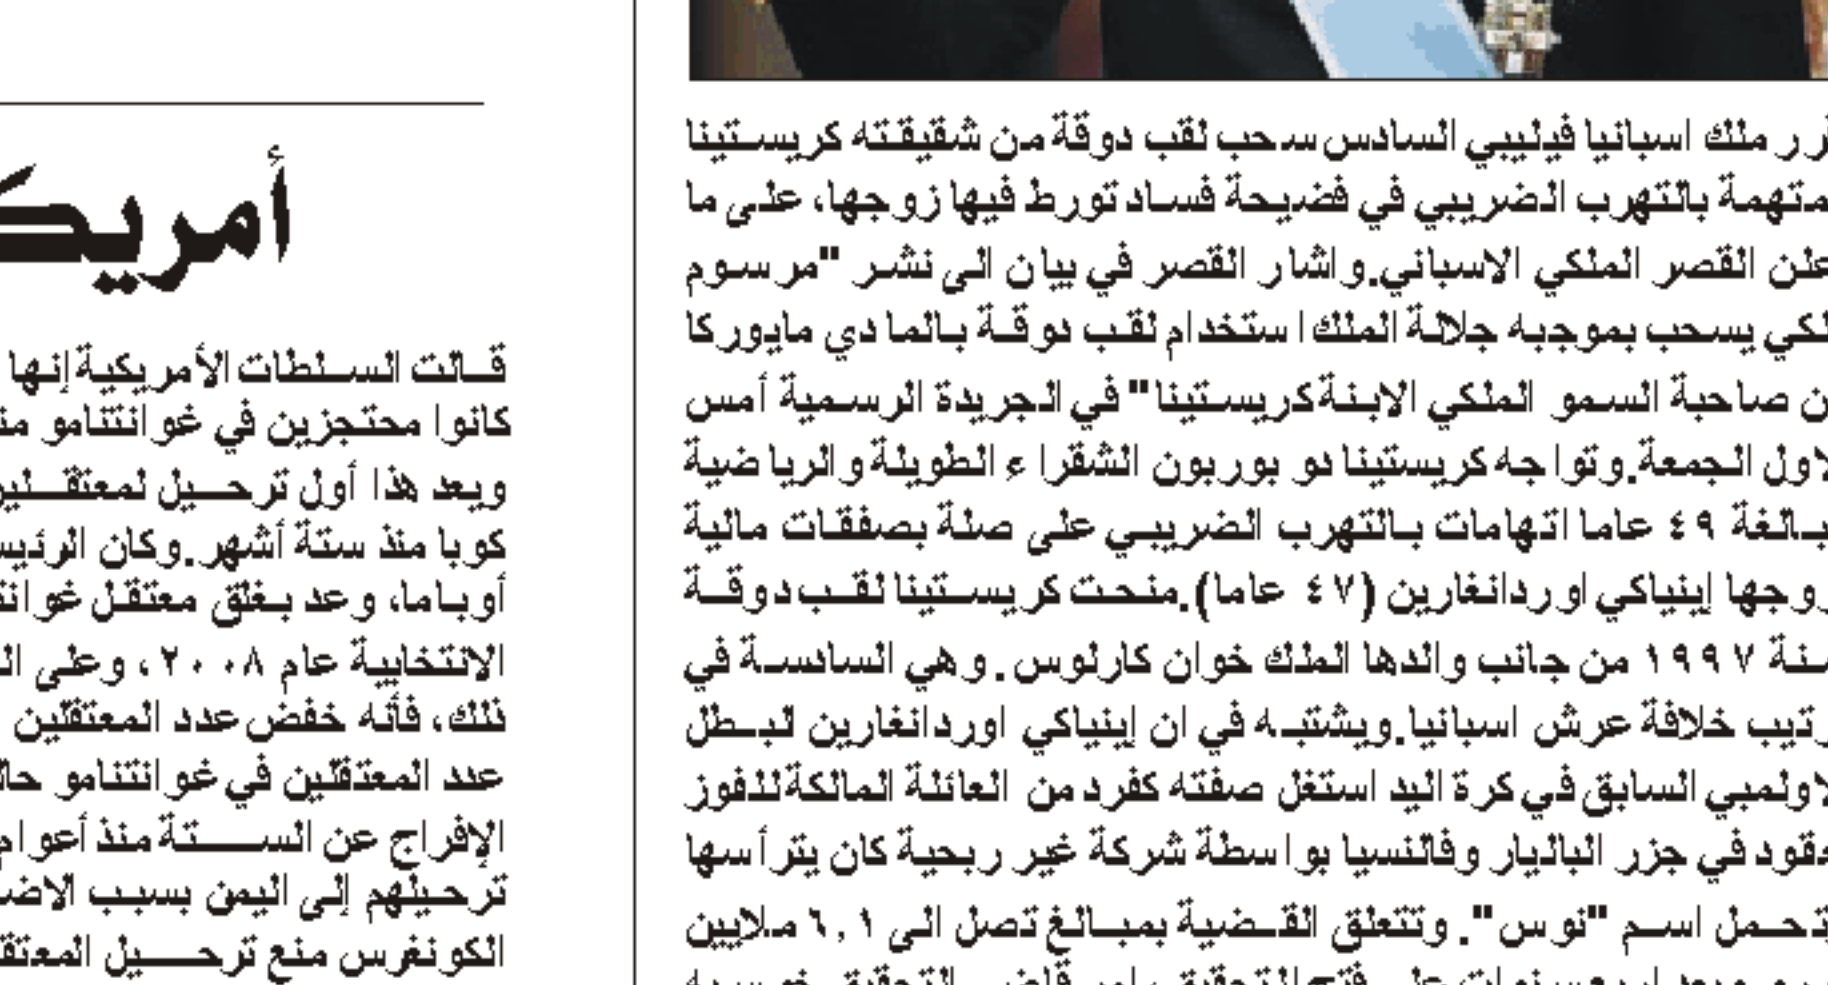 قرر ملك اسبانيا فيليبي السادس سحب لقب دوقة من شقيقته كريستينا
متهمة بالتهرب الضريبي في فضيحة فساد تورط فيها زوجها، على ما
علن القصر الملكي الاسباني.واشار القصر في بيان الى نشر "مرسوم
لكي يسحب بموجبه جلالة الملك استخدام لقب دوقة بالما دي مايوركا
ن صاحبة السمو الملكي الابنة كريستينا" في الجريدة الرسمية أمس
لاول الجمعة.وتواجه كريستينا دو بوربون الشقراء الطويلة والرياضية
بالغة ٤٩ عاما اتهامات بالتهرب الضريبي على صلة بصفقات مالية
زوجها إينياكي اوردانغارين (٤٧ عاما).منحت كريستينا لقب دوقة
سنة ١٩٩٧ من جانب والدها الملك خوان كارلوس. وهي السادسة في
رتيب خلافة عرش اسبانيا.ويشتبه في ان إينياكي اوردانغارين لبطل
لاولمبي السابق في كرة اليد استغل صفته كفرد من العائلة المالكة للفوز
عقود في جزر الباليار وفالنسيا بواسطة شركة غير ربحية كان يترأسها
تحمل اسم "نوس". وتتعلق القضية بمبالغ تصل الى ٦,١ ملايين
أمريك
قالت السلطات الأمريكية إنها
كانوا محتجزين في غوانتنامو من
ويعد هذا أول ترحيل لمعتقلين
كوبا منذ ستة أشهر.وكان الرئيس
أوباما، وعد بغلق معتقل غوانت
الانتخابية عام ٢٠٠٨، وعلى ال
ذلك، فأنه خفض عدد المعتقلين
عدد المعتقلين في غوانتنامو حال
الإفراج عن الستة منذ أعوام
ترحيلهم إلى اليمن بسبب الاض
الكونغرس منع ترحيل المعتق